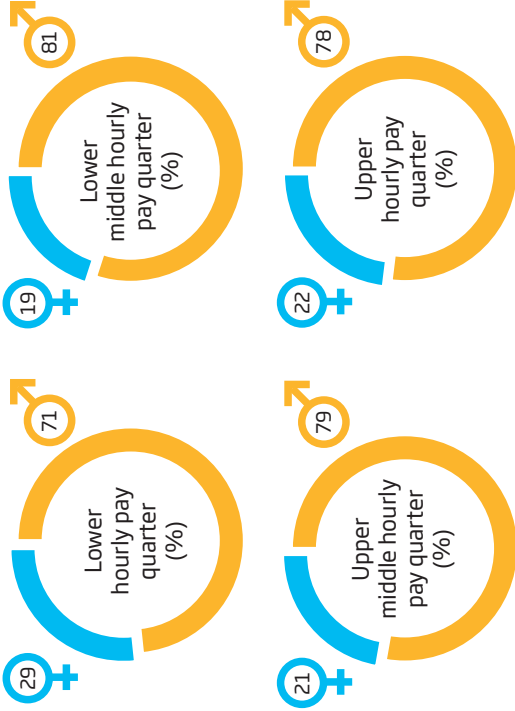 81
Lower
middle hourly
pay quarter
(%)
19
78
Upper
hourly pay
quarter
(%)
22
71
Lower
hourly pay
quarter
(%)
29
79
Upper
middle hourly
pay quarter
(%)
21